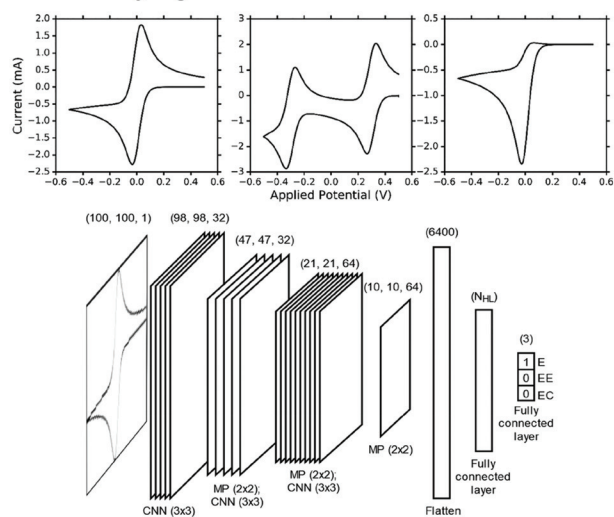 2.0
1.5
1.0
0.5
0.0
−0.5
−1.0
−1.5
−2.0
−2.5
Current (mA)
−0.6 −0.4 −0.2 0.0 0.2 0.4 0.6
3
2
1
0
−1
−2
−3
−0.6 −0.4 −0.2 0.0 0.2 0.4 0.6
Applied Potential (V)
0.5
0.0
−0.5
−1.0
−1.5
−2.0
−2.5
−0.6 −0.4 −0.2 0.0 0.2 0.4 0.6
(100, 100, 1)
(98, 98, 32)
(47, 47, 32)
(21, 21, 64)
(10, 10, 64)
(6400)
(NHL)
(3)
1 E
0 EE
0 EC
Fully
connected
layer
CNN (3x3)
MP (2x2);
CNN (3x3)
MP (2x2);
CNN (3x3)
MP (2x2)
Flatten
Fully
connected
layer